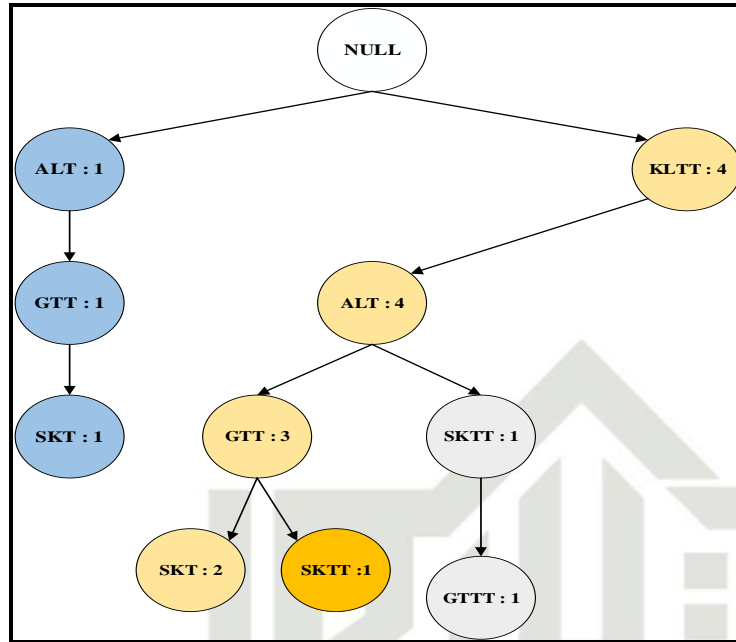 NULL
ALT : 1
KLTT : 4
GTT : 1
ALT : 4
SKT : 1
GTT : 3
SKTT : 1
SKT : 2
SKTT :1
GTTT : 1